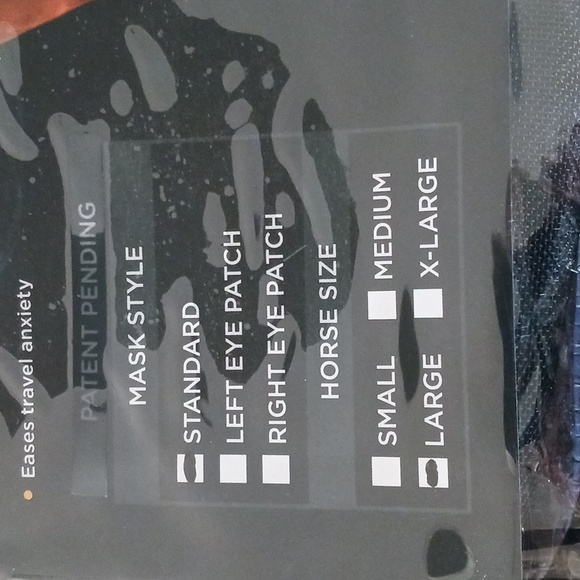 • Eases travel anxiety
PATENT PENDING
MASK STYLE
STANDARD
LEFT EYE PATCH
RIGHT EYE PATCH
HORSE SIZE
SMALL MEDIUM
LARGE X-LARGE